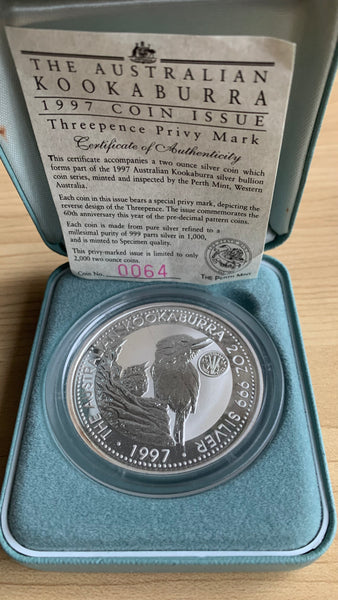 THE AUSTRALIAN
KOOKABURRA
1997 COIN ISSUE
Threepence Privy Mark
Certificate of Authenticity
This certificate accompanies a two ounce silver coin which
forms part of the 1997 Australian Kookaburra silver bullion
coin series, minted and inspected by the Perth Mint, Western
Australia.
Each coin in this issue bears a special privy mark, depicting the
reverse design of the Threepence. The issue commemorates the
60th anniversary this year of the pre-decimal pattern coins.
Each coin is made from pure silver refined to a
millesimal purity of 999 parts silver in 1,000,
and is minted to Specimen quality.
This privy-marked issue is limited to only
2,000 two ounce coins.
Coin No. 0064
THE PERTH MINT
THE AUSTRALIAN KOOKABURRA 2 OZ 999 SILVER
· 1997 ·